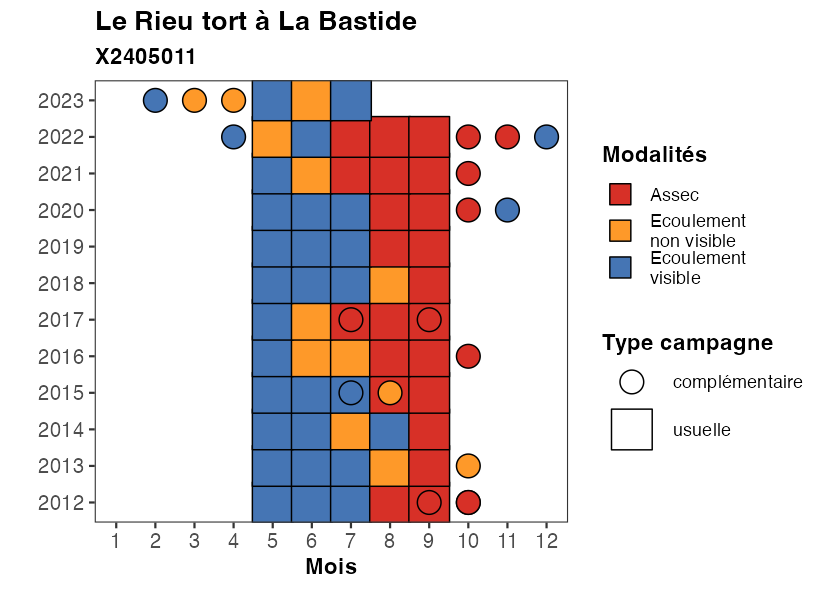 Le Rieu tort à La Bastide
X2405011
2023
2022
2021
2020
2019
2018
2017
2016
2015
2014
2013
2012
1 2 3 4 5 6 7 8 9 10 11 12
Mois
Modalités
Assec
Ecoulement
non visible
Ecoulement
visible
Type campagne
complémentaire
usuelle